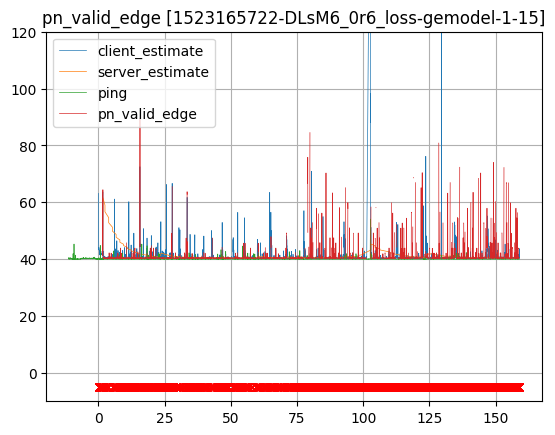 pn_valid_edge [1523165722-DLsM6_0r6_loss-gemodel-1-15]
client_estimate
server_estimate
ping
pn_valid_edge
120
100
80
60
40
20
0
0 25 50 75 100 125 150